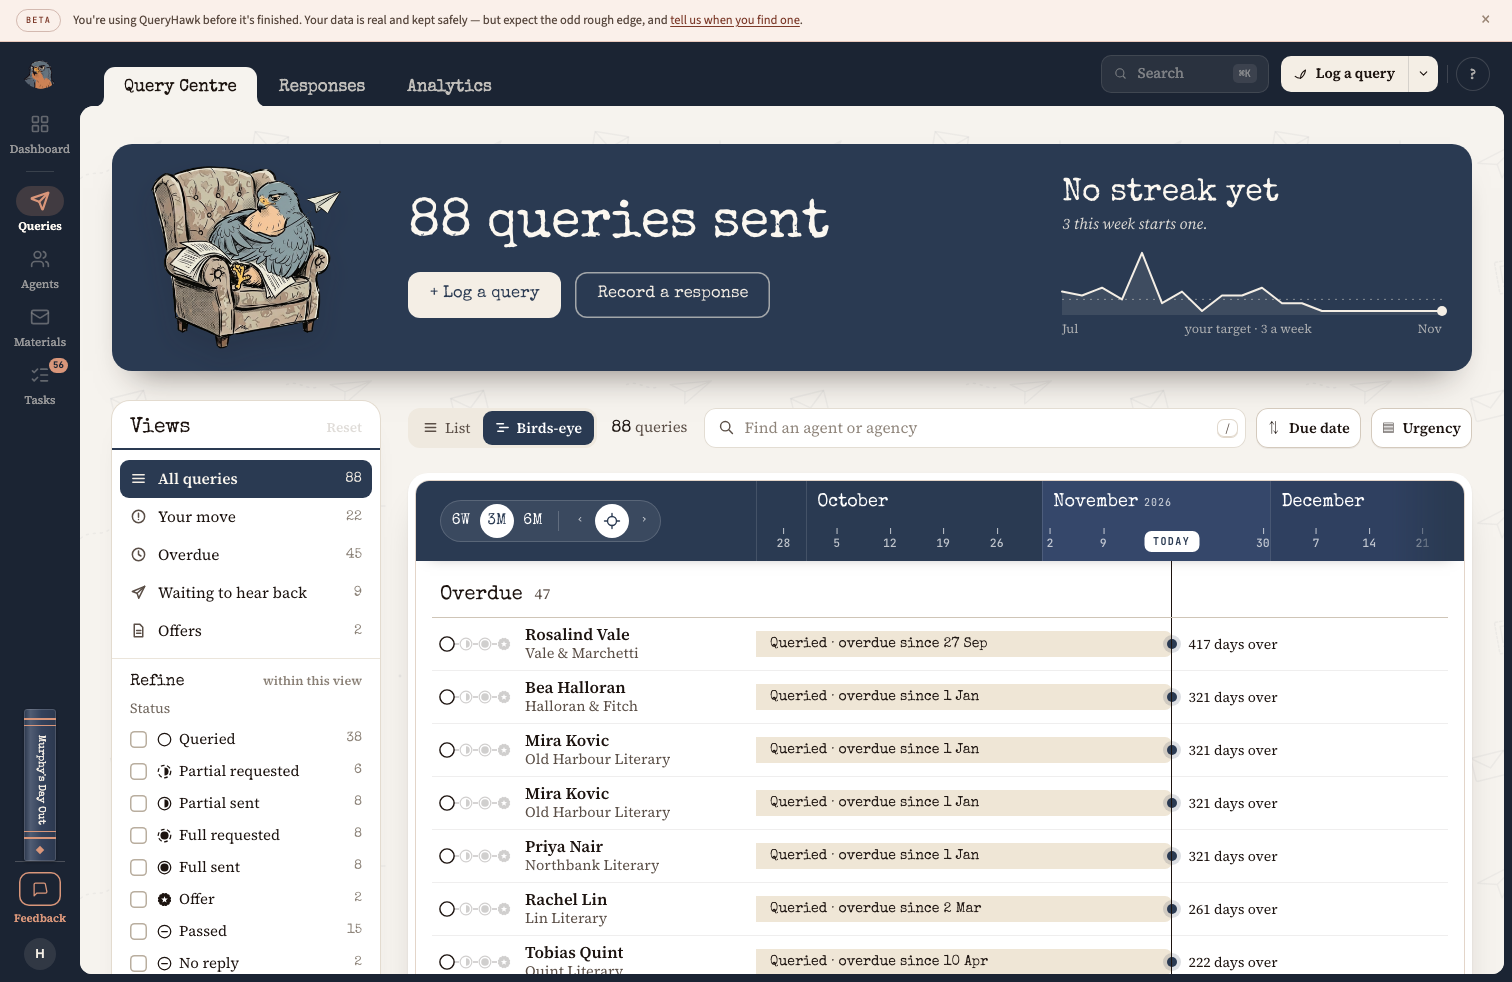 BETA You're using QueryHawk before it's finished. Your data is real and kept safely — but expect the odd rough edge, and tell us when you find one. ×
Query Centre Responses Analytics Search ⌘K Log a query ?
Dashboard
Queries
Agents
Materials
56
Tasks
Murphy's Day Out
Feedback
H
88 queries sent
+ Log a query Record a response
No streak yet
3 this week starts one.
Jul your target · 3 a week Nov
Views Reset
All queries 88
Your move 22
Overdue 45
Waiting to hear back 9
Offers 2
Refine within this view
Status
Queried 38
Partial requested 6
Partial sent 8
Full requested 8
Full sent 8
Offer 2
Passed 15
No reply 2
List Birds-eye 88 queries Find an agent or agency / Due date Urgency
6W 3M 6M ‹ ›
October November 2026 December
28 5 12 19 26 2 9 TODAY 30 7 14 21
Overdue 47
Rosalind Vale
Vale & Marchetti
Queried · overdue since 27 Sep 417 days over
Bea Halloran
Halloran & Fitch
Queried · overdue since 1 Jan 321 days over
Mira Kovic
Old Harbour Literary
Queried · overdue since 1 Jan 321 days over
Mira Kovic
Old Harbour Literary
Queried · overdue since 1 Jan 321 days over
Priya Nair
Northbank Literary
Queried · overdue since 1 Jan 321 days over
Rachel Lin
Lin Literary
Queried · overdue since 2 Mar 261 days over
Tobias Quint
Quint Literary
Queried · overdue since 10 Apr 222 days over